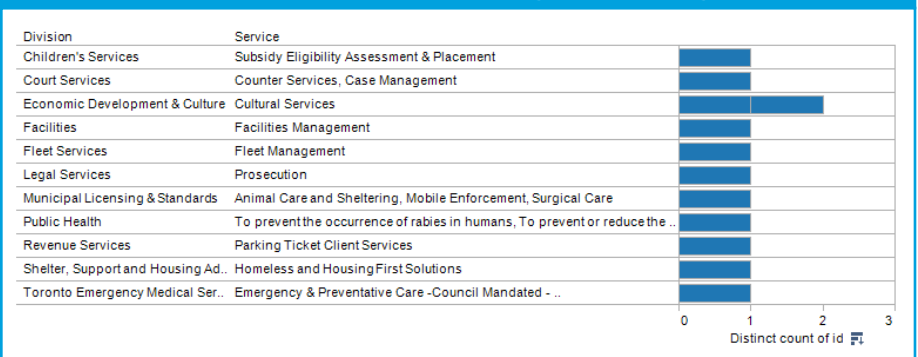 Division Service
Children's Services Subsidy Eligibility Assessment & Placement
Court Services Counter Services, Case Management
Economic Development & Culture Cultural Services
Facilities Facilities Management
Fleet Services Fleet Management
Legal Services Prosecution
Municipal Licensing & Standards Animal Care and Sheltering, Mobile Enforcement, Surgical Care
Public Health To prevent the occurrence of rabies in humans, To prevent or reduce the ..
Revenue Services Parking Ticket Client Services
Shelter, Support and Housing Ad.. Homeless and Housing First Solutions
Toronto Emergency Medical Ser.. Emergency & Preventative Care -Council Mandated - ..
0 1 2 3
Distinct count of id